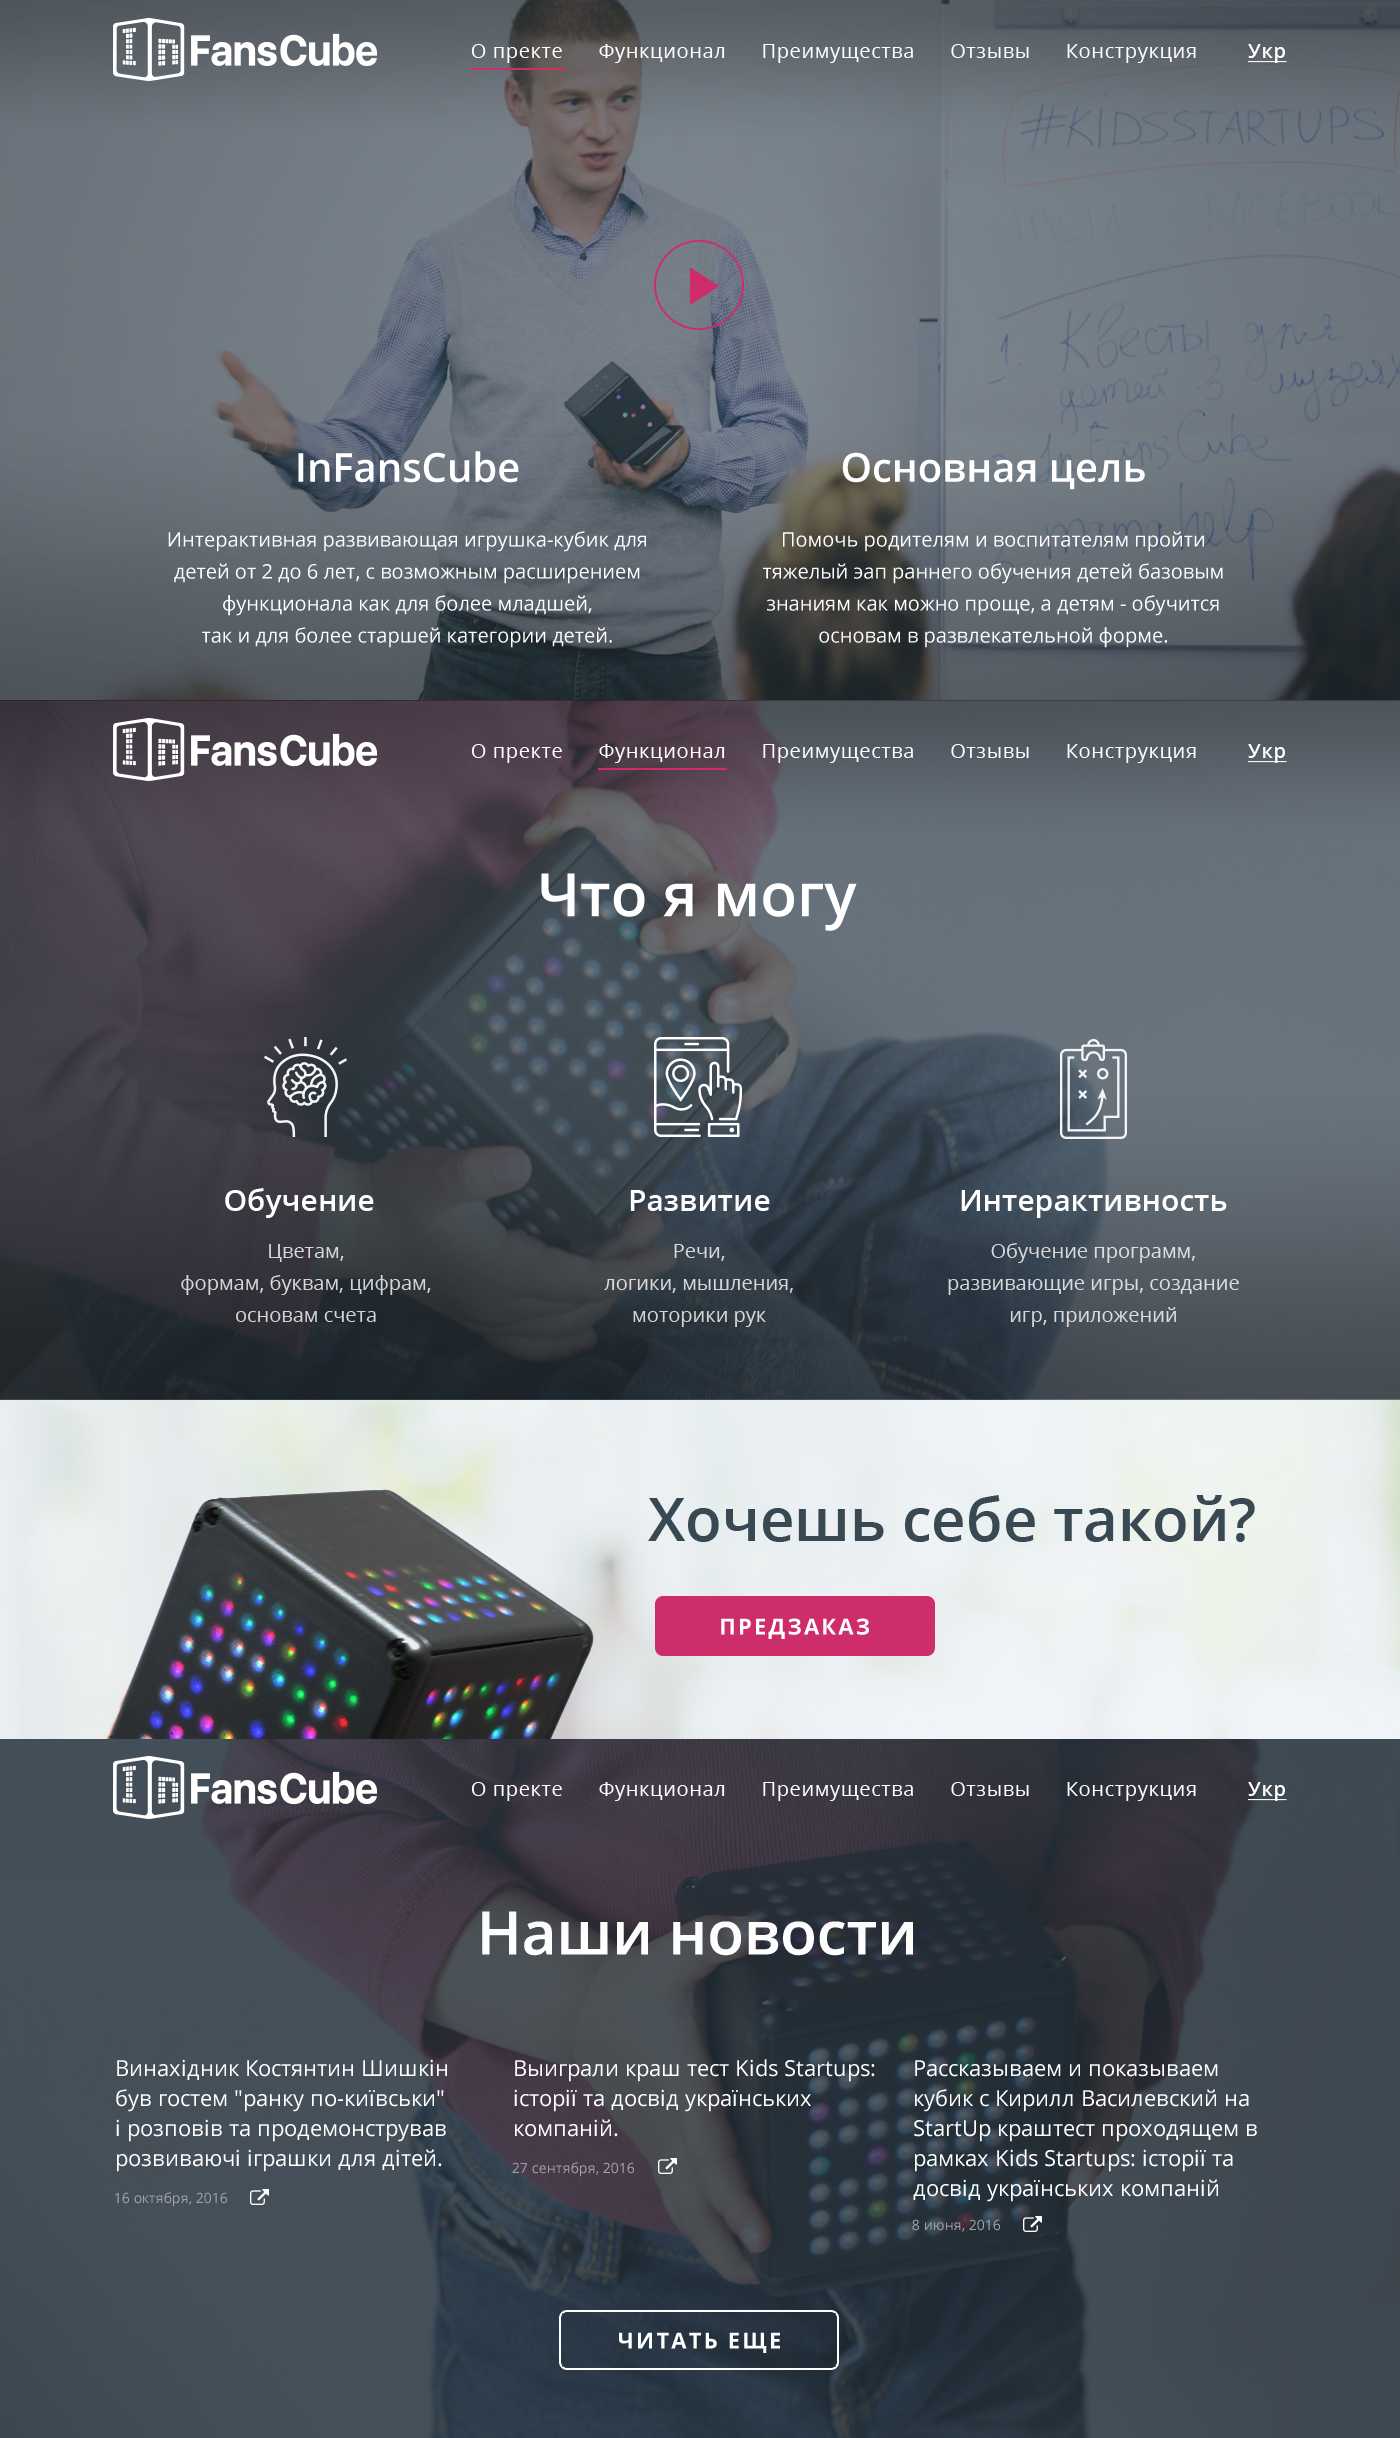 InFansCube
О пректе Функционал Преимущества Отзывы Конструкция Укр
#KIDSSTARTUPS
1. Квесты для
детей в музеях
InFansCube
mamahelp
InFansCube
Основная цель
Интерактивная развивающая игрушка-кубик для
детей от 2 до 6 лет, с возможным расширением
функционала как для более младшей,
так и для более старшей категории детей.
Помочь родителям и воспитателям пройти
тяжелый эап раннего обучения детей базовым
знаниям как можно проще, а детям - обучится
основам в развлекательной форме.
InFansCube
О пректе Функционал Преимущества Отзывы Конструкция Укр
Что я могу
Обучение
Цветам,
формам, буквам, цифрам,
основам счета
Развитие
Речи,
логики, мышления,
моторики рук
Интерактивность
Обучение программ,
развивающие игры, создание
игр, приложений
Хочешь себе такой?
ПРЕДЗАКАЗ
InFansCube
О пректе Функционал Преимущества Отзывы Конструкция Укр
Наши новости
Винахідник Костянтин Шишкін
був гостем "ранку по-київськи"
і розповів та продемонстрував
розвиваючі іграшки для дітей.
16 октября, 2016
Выиграли краш тест Kids Startups:
історії та досвід українських
компаній.
27 сентября, 2016
Рассказываем и показываем
кубик с Кирилл Василевский на
StartUp краштест проходящем в
рамках Kids Startups: історії та
досвід українських компаній
8 июня, 2016
ЧИТАТЬ ЕЩЕ